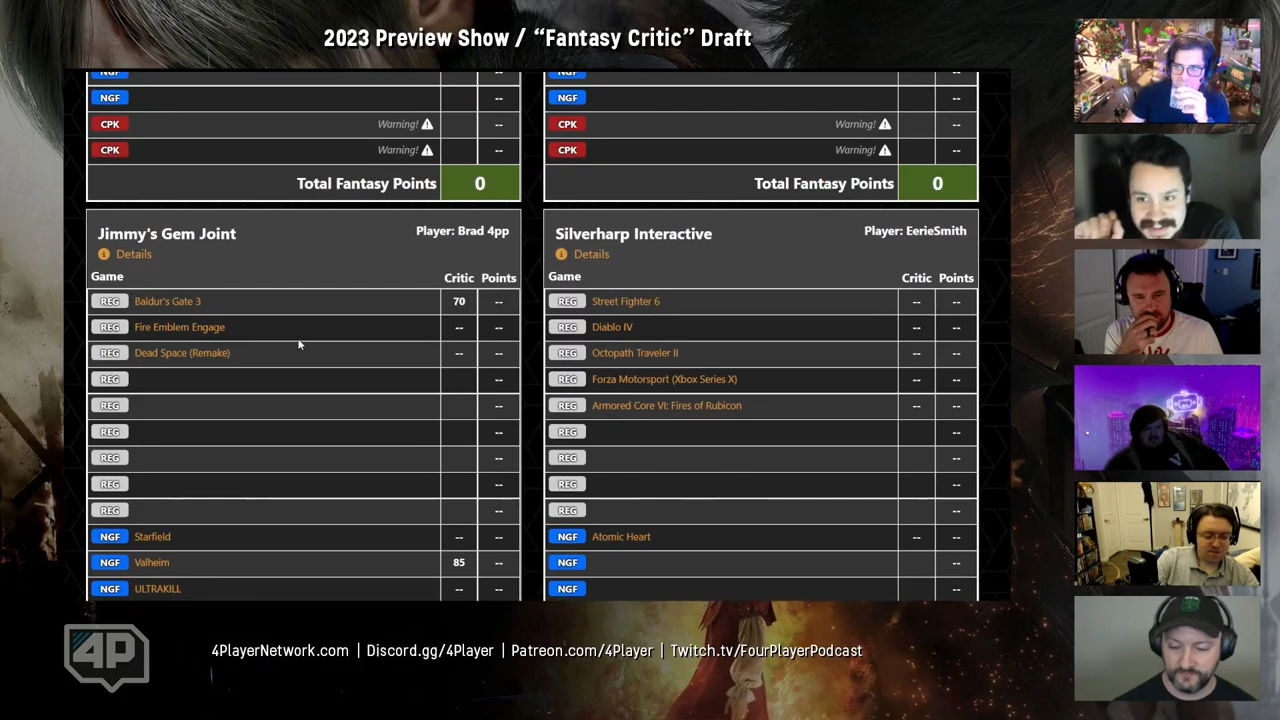 2023 Preview Show / “Fantasy Critic” Draft
NGF -- NGF --
NGF -- NGF --
CPK Warning! -- CPK Warning! --
CPK Warning! -- CPK Warning! --
Total Fantasy Points 0 Total Fantasy Points 0
Jimmy's Gem Joint Player: Brad 4pp Silverharp Interactive Player: EerieSmith
Details Details
Game Critic Points Game Critic Points
REG Baldur's Gate 3 70 -- REG Street Fighter 6 -- --
REG Fire Emblem Engage -- -- REG Diablo IV -- --
REG Dead Space (Remake) -- -- REG Octopath Traveler II -- --
REG -- REG Forza Motorsport (Xbox Series X) -- --
REG -- REG Armored Core VI: Fires of Rubicon -- --
REG -- REG --
REG -- REG --
REG -- REG --
REG -- REG --
NGF Starfield -- -- NGF Atomic Heart -- --
NGF Valheim 85 -- NGF --
NGF ULTRAKILL -- -- NGF --
4P
4PlayerNetwork.com | Discord.gg/4Player | Patreon.com/4Player | Twitch.tv/FourPlayerPodcast